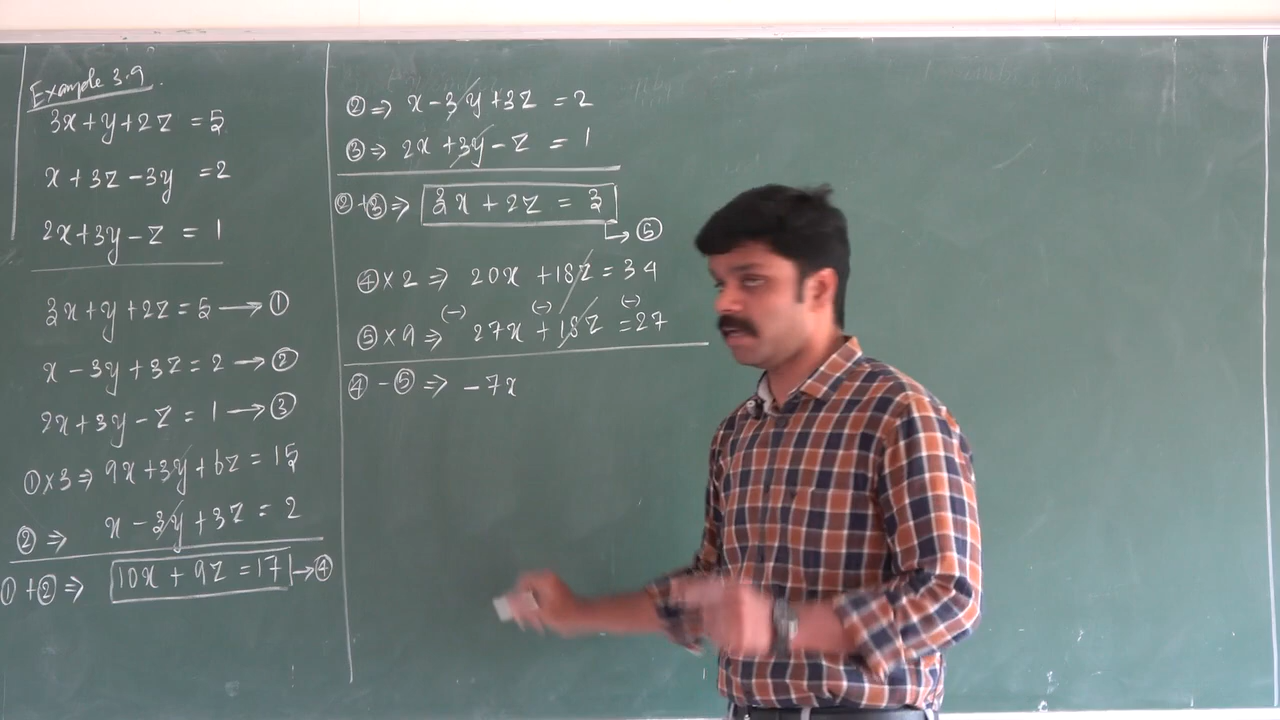 Example 3.9
3x+y+2z = 5
x+3z-3y = 2
2x+3y-z = 1
3x+y+2z = 5 → ①
x-3y+3z = 2 → ②
2x+3y-z = 1 → ③
①×3 ⇒ 9x+3y+6z = 15
② ⇒ x-3y+3z = 2
①+② ⇒ 10x+9z = 17 → ④
② ⇒ x-3y+3z = 2
③ ⇒ 2x+3y-z = 1
②+③ ⇒ 3x+2z = 3
→ ⑤
④×2 ⇒ 20x+18z = 34
(-) (-) (-)
⑤×9 ⇒ 27x+18z = 27
④-⑤ ⇒ -7x